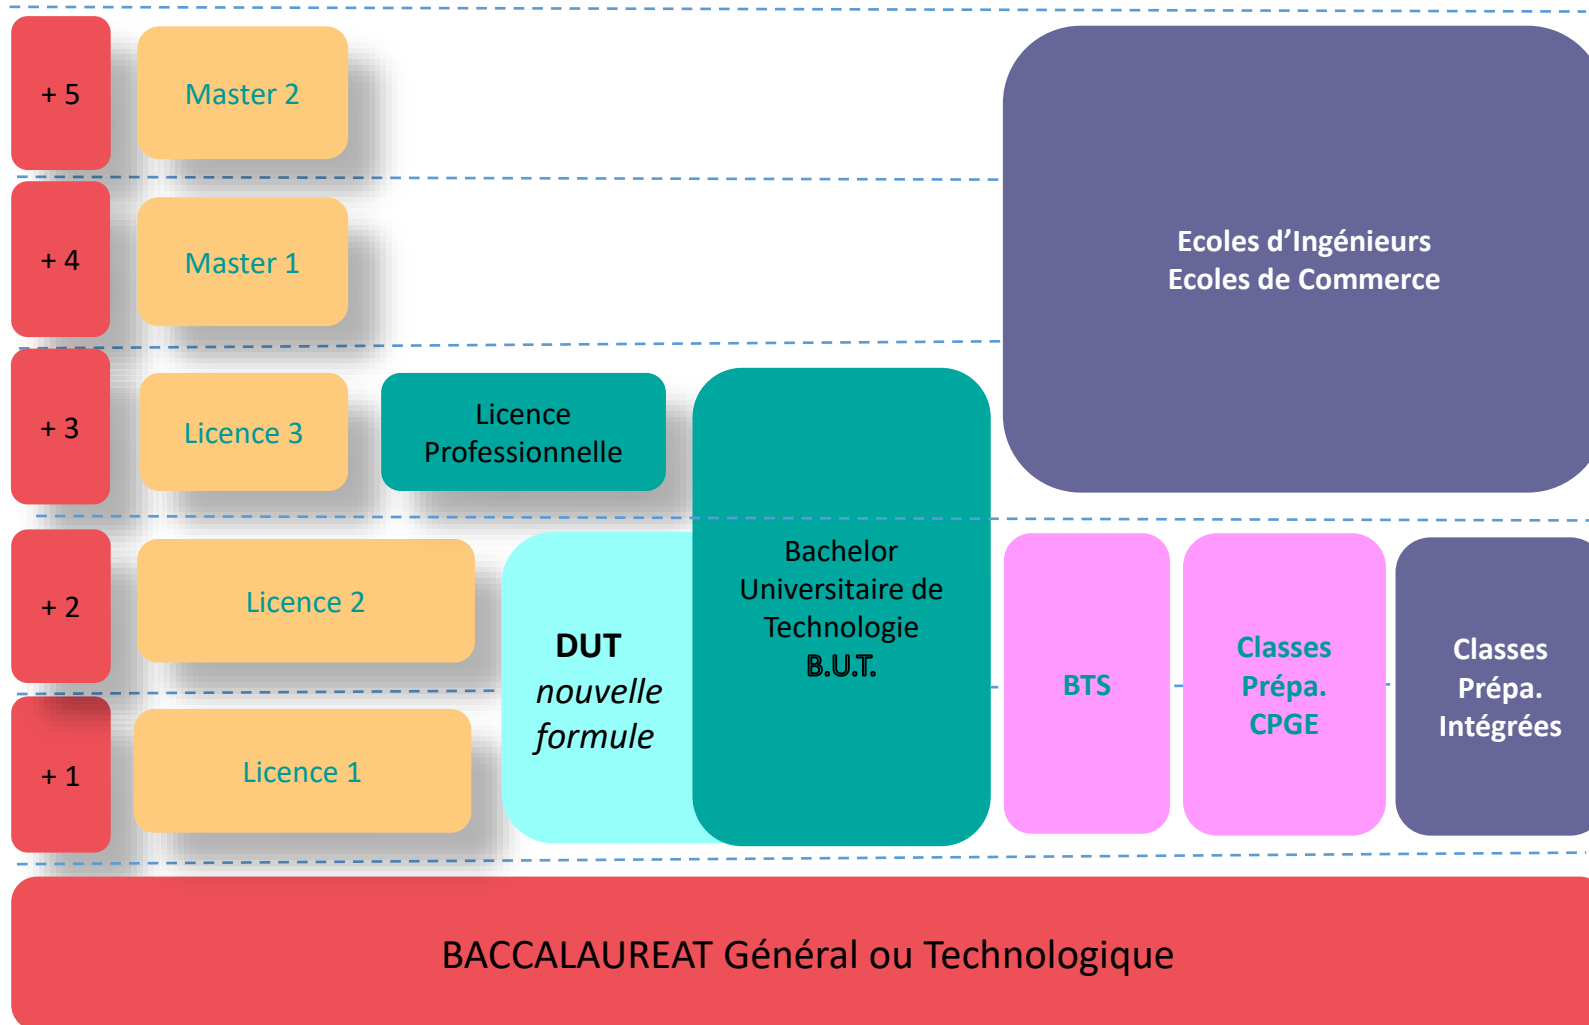 + 5
Master 2
+ 4
Master 1
Ecoles d’Ingénieurs
Ecoles de Commerce
+ 3
Licence 3
Licence
Professionnelle
+ 2
Licence 2
DUT
nouvelle
formule
Bachelor
Universitaire de
Technologie
B.U.T.
BTS
Classes
Prépa.
CPGE
Classes
Prépa.
Intégrées
+ 1
Licence 1
BACCALAUREAT Général ou Technologique